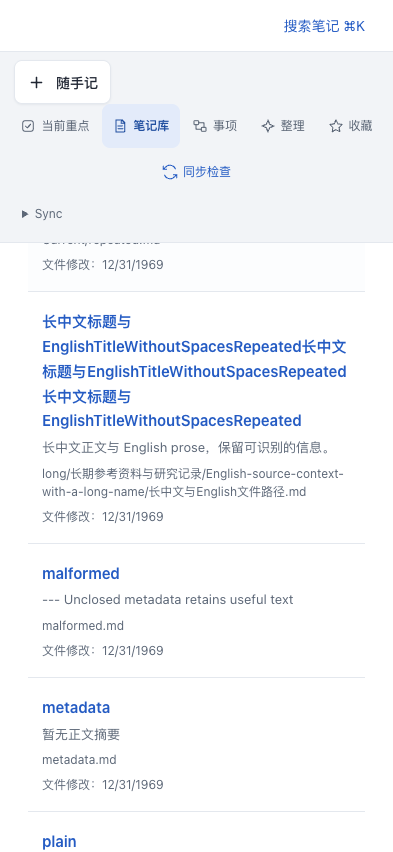 搜索笔记 ⌘K
+ 随手记
当前重点 笔记库 事项 整理 收藏
同步检查
▶ Sync
Current/repeated.md
文件修改：12/31/1969
长中文标题与
EnglishTitleWithoutSpacesRepeated长中文
标题与EnglishTitleWithoutSpacesRepeated
长中文标题与
EnglishTitleWithoutSpacesRepeated
长中文正文与 English prose，保留可识别的信息。
long/长期参考资料与研究记录/English-source-context-
with-a-long-name/长中文与English文件路径.md
文件修改：12/31/1969
malformed
--- Unclosed metadata retains useful text
malformed.md
文件修改：12/31/1969
metadata
暂无正文摘要
metadata.md
文件修改：12/31/1969
plain